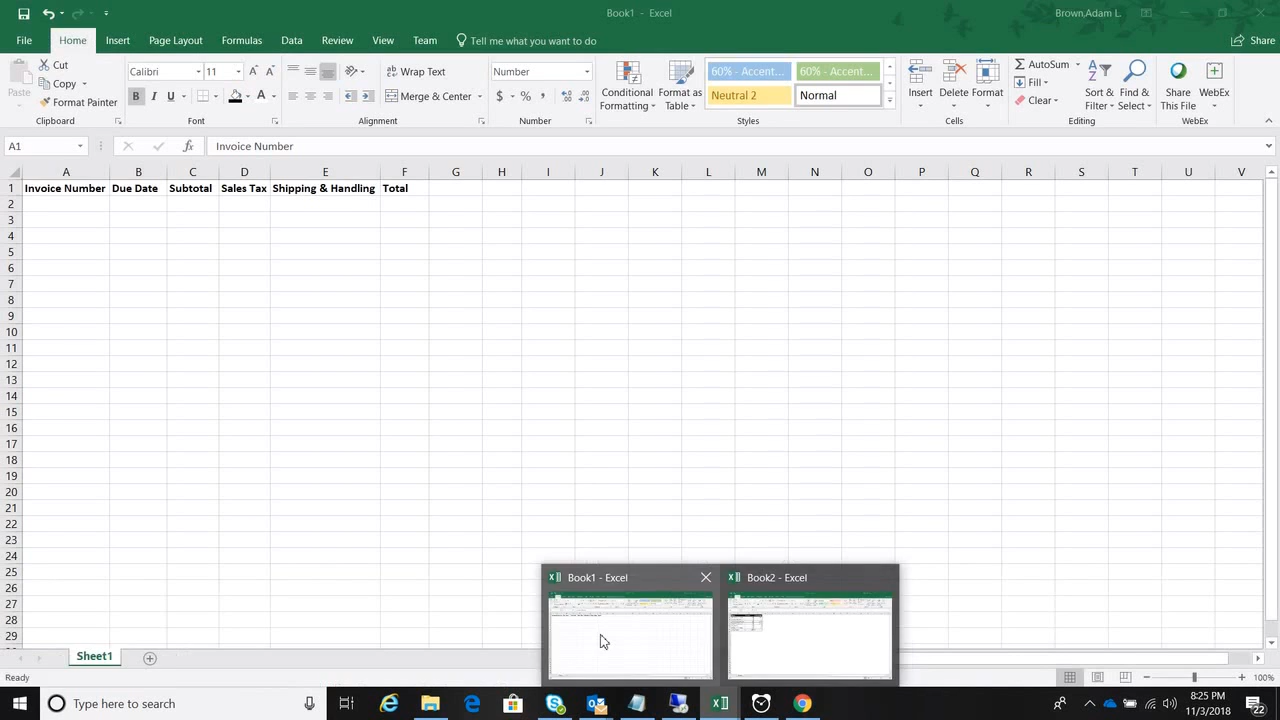 Book1 - Excel
Brown,Adam L.
File Home Insert Page Layout Formulas Data Review View Team Tell me what you want to do Share
Paste
Cut
Copy
Format Painter
Clipboard
Calibri
B I U
A A
Font
Wrap Text
Merge & Center
Alignment
Number
$ % ,
Number
Conditional Formatting
Format as Table
60% - Accent...
60% - Accent...
Neutral 2
Normal
Styles
Insert
Delete
Format
Cells
AutoSum
Fill
Clear
Sort & Filter
Find & Select
Editing
Share This File
WebEx
WebEx
A1 fx Invoice Number
A B C D E F G H I J K L M N O P Q R S T U V
1 Invoice Number Due Date Subtotal Sales Tax Shipping & Handling Total
2
3
4
5
6
7
8
9
10
11
12
13
14
15
16
17
18
19
20
21
22
23
24
25
26
27
28
29
Book1 - Excel
Book2 - Excel
Sheet1
Ready
100%
Type here to search
8:25 PM
11/3/2018
22